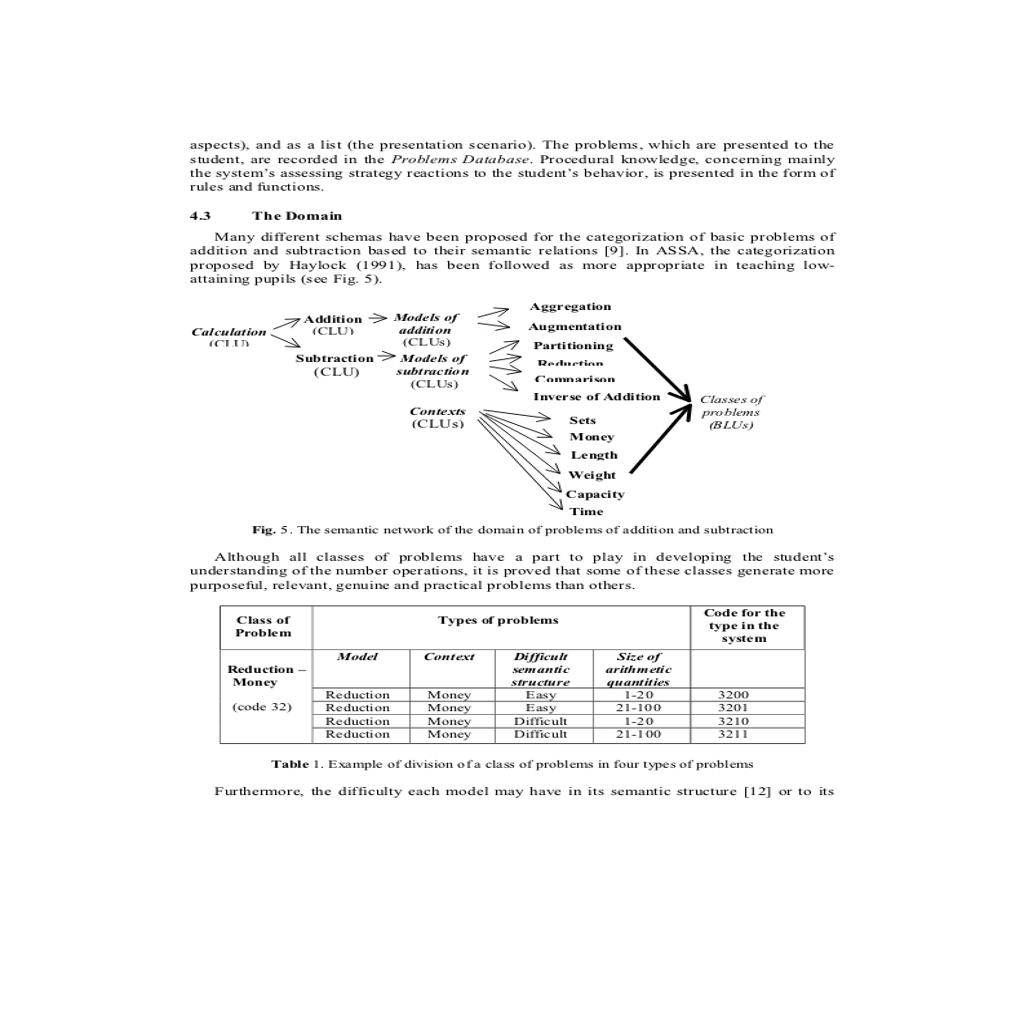 aspects), and as a list (the presentation scenario). The problems, which are presented to the
student, are recorded in the Problems Database. Procedural knowledge, concerning mainly
the system's assessing strategy reactions to the student's behavior, is presented in the form of
rules and functions.
4.3 The Domain
Many different schemas have been proposed for the categorization of basic problems of
addition and subtraction based to their semantic relations [9]. In ASSA, the categorization
proposed by Haylock (1991), has been followed as more appropriate in teaching low-
attaining pupils (see Fig. 5).
Calculation
(CLU)
Addition
(CLU)
Subtraction
(CLU)
Models of
addition
(CLUs)
Models of
subtraction
(CLUs)
Contexts
(CLUs)
Aggregation
Augmentation
Partitioning
Reduction
Comparison
Inverse of Addition
Sets
Money
Length
Weight
Capacity
Time
Classes of
problems
(BLUs)
Fig. 5. The semantic network of the domain of problems of addition and subtraction
Although all classes of problems have a part to play in developing the student's
understanding of the number operations, it is proved that some of these classes generate more
purposeful, relevant, genuine and practical problems than others.
Class of
Problem
Types of problems
Code for the
type in the
system
Reduction –
Money
(code 32)
Model
Context
Difficult
semantic
structure
Size of
arithmetic
quantities
Reduction Money Easy 1-20 3200
Reduction Money Easy 21-100 3201
Reduction Money Difficult 1-20 3210
Reduction Money Difficult 21-100 3211
Table 1. Example of division of a class of problems in four types of problems
Furthermore, the difficulty each model may have in its semantic structure [12] or to its